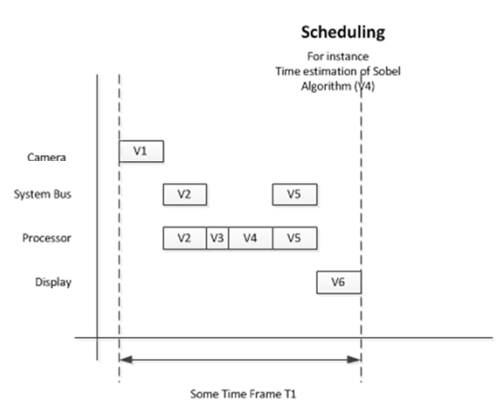 Scheduling
For instance
Time estimation of Sobel
Algorithm (V4)
Camera
V1
System Bus
V2
V5
Processor
V2
V3
V4
V5
Display
V6
Some Time Frame T1